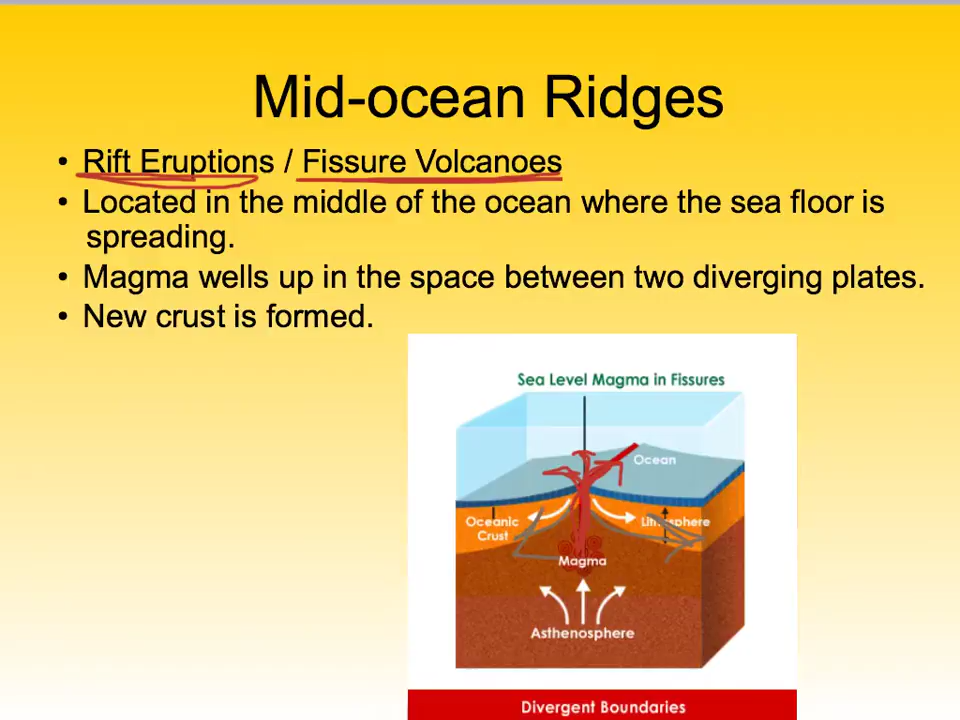 Mid-ocean Ridges
• Rift Eruptions / Fissure Volcanoes
• Located in the middle of the ocean where the sea floor is
spreading.
• Magma wells up in the space between two diverging plates.
• New crust is formed.
Sea Level Magma in Fissures
Ocean
Oceanic
Crust
Lithosphere
Magma
Asthenosphere
Divergent Boundaries